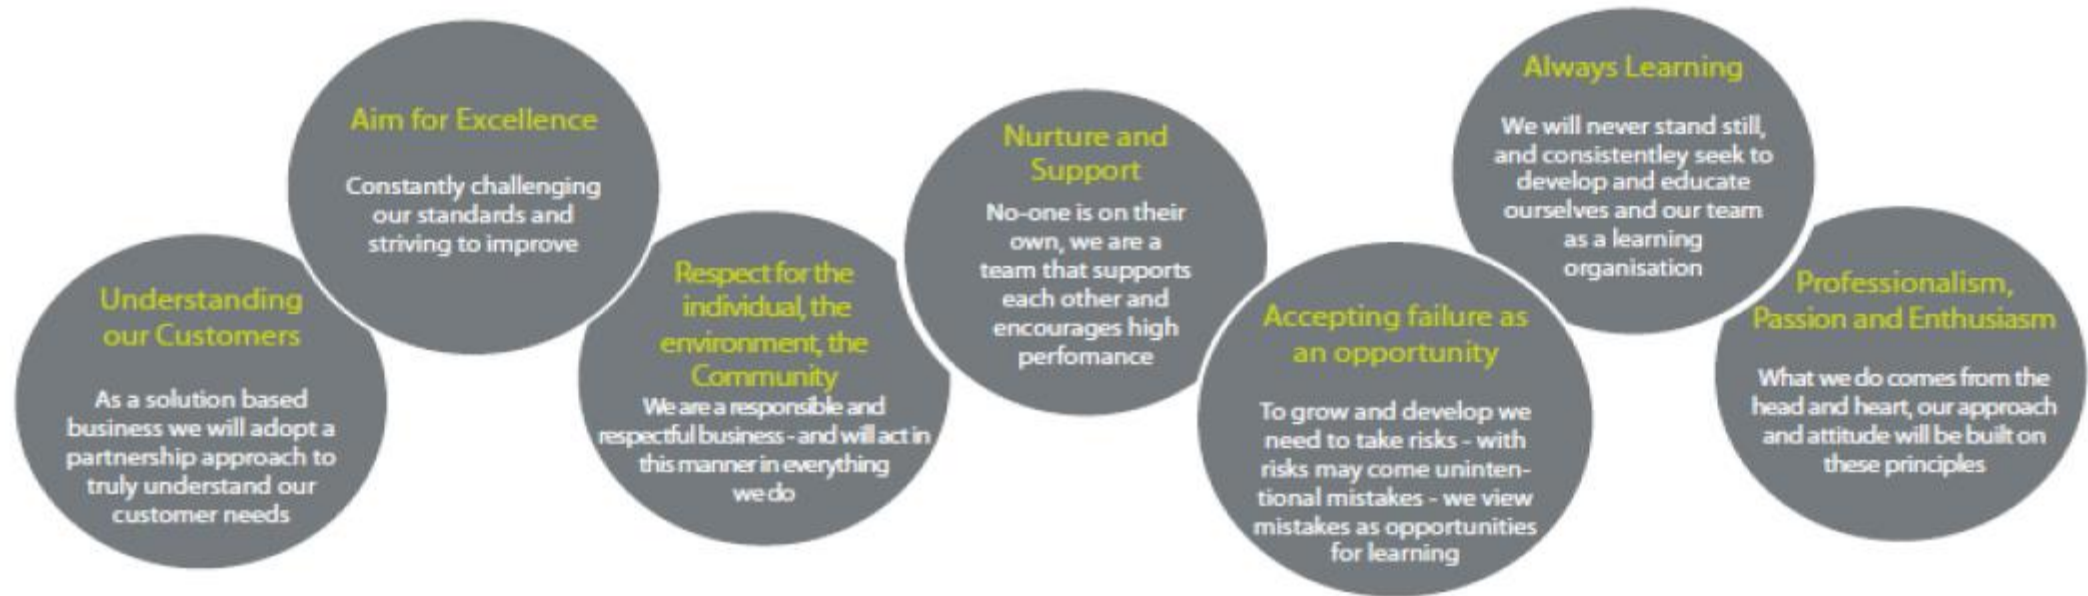 Understanding
our Customers
As a solution based
business we will adopt a
partnership approach to
truly understand our
customer needs
Aim for Excellence
Constantly challenging
our standards and
striving to improve
Respect for the
individual, the
environment, the
Community
We are a responsible and
respectful business - and will act in
this manner in everything
we do
Nurture and
Support
No-one is on their
own, we are a
team that supports
each other and
encourages high
perfomance
Accepting failure as
an opportunity
To grow and develop we
need to take risks - with
risks may come uninten-
tional mistakes - we view
mistakes as opportunities
for learning
Always Learning
We will never stand still,
and consistentley seek to
develop and educate
ourselves and our team
as a learning
organisation
Professionalism,
Passion and Enthusiasm
What we do comes from the
head and heart, our approach
and attitude will be built on
these principles